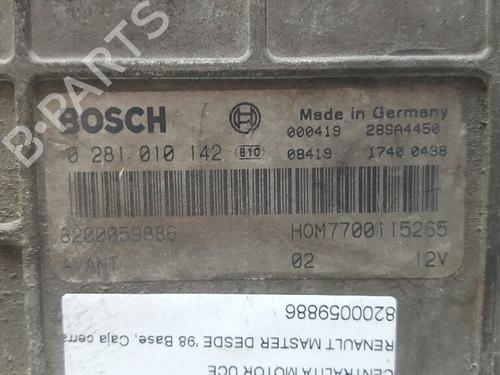 B-PARTS
BOSCH Made in Germany
000419 28SA4450
0 281 010 142 810 08419 1740 0438
8200059886 HOM7700115265
AVANT 02 12V
8200059886
RENAULT MASTER DESDE '98 Base, Caja cerra
CENTRALITA MOTOR UCE